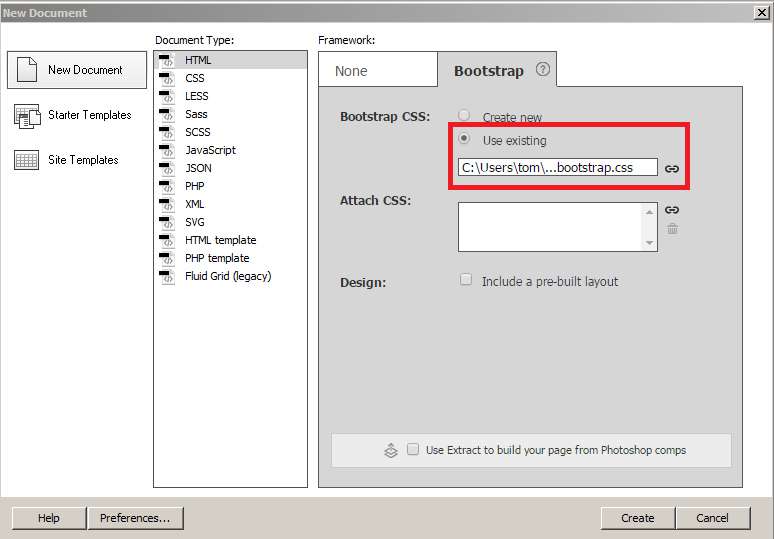 New Document
New Document
Starter Templates
Site Templates
Document Type:
HTML
CSS
LESS
Sass
SCSS
JavaScript
JSON
PHP
XML
SVG
HTML template
PHP template
Fluid Grid (legacy)
Framework:
None
Bootstrap ?
Bootstrap CSS:
Create new
Use existing
C:\Users\tom\...bootstrap.css
Attach CSS:
Design:
Include a pre-built layout
Use Extract to build your page from Photoshop comps
Help
Preferences...
Create
Cancel